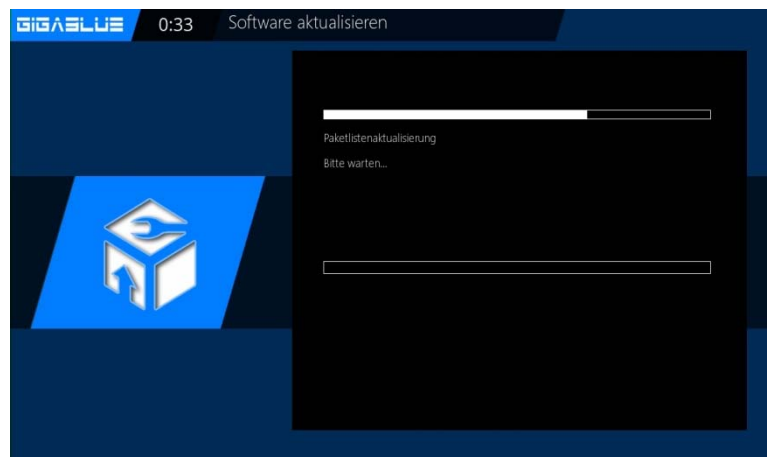 GIGABLUE 0:33 Software aktualisieren
Paketlistenaktualisierung
Bitte warten...